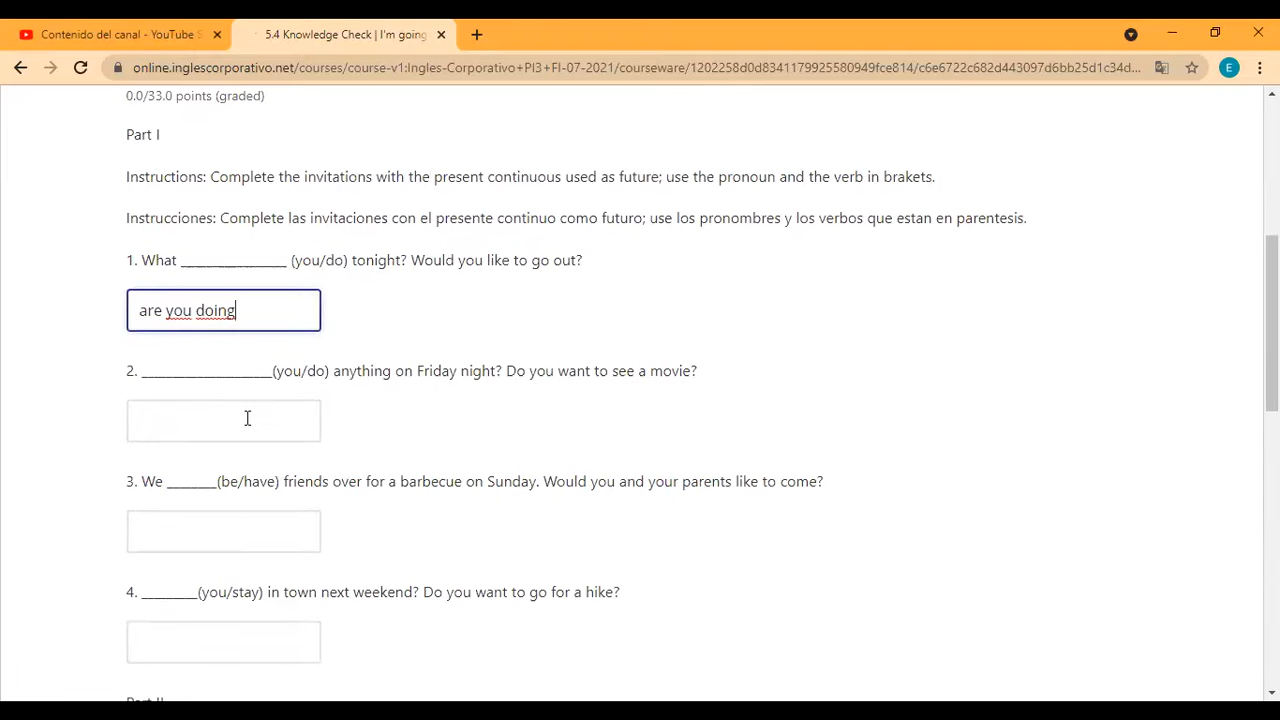 Contenido del canal - YouTube S
5.4 Knowledge Check | I'm going
online.inglescorporativo.net/courses/course-v1:Ingles-Corporativo+PI3+FI-07-2021/courseware/1202258d0d8341179925580949fce814/c6e6722c682d443097d6bb25d1c34d...
E
0.0/33.0 points (graded)
Part I
Instructions: Complete the invitations with the present continuous used as future; use the pronoun and the verb in brakets.
Instrucciones: Complete las invitaciones con el presente continuo como futuro; use los pronombres y los verbos que estan en parentesis.
1. What _______________ (you/do) tonight? Would you like to go out?
are you doing
2. ___________________(you/do) anything on Friday night? Do you want to see a movie?
3. We _______(be/have) friends over for a barbecue on Sunday. Would you and your parents like to come?
4. ________(you/stay) in town next weekend? Do you want to go for a hike?
Part II